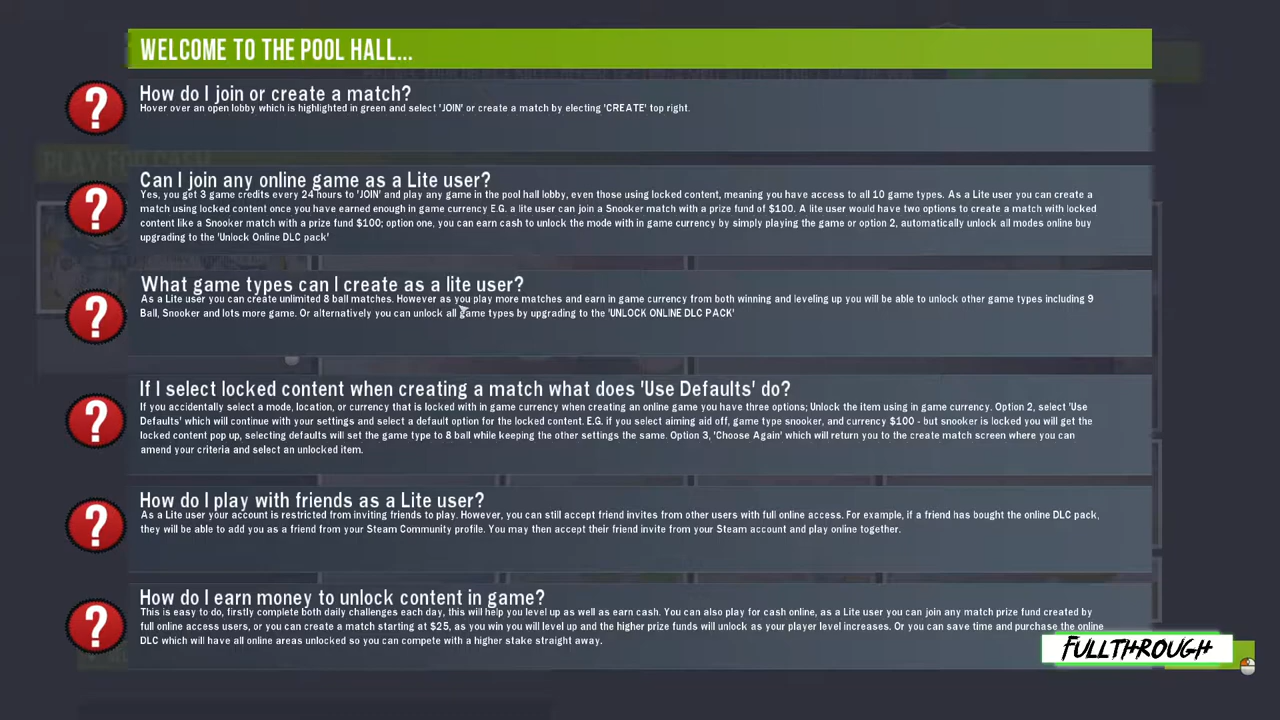 WELCOME TO THE POOL HALL...
How do I join or create a match?
Hover over an open lobby which is highlighted in green and select 'JOIN' or create a match by electing 'CREATE' top right.
Can I join any online game as a Lite user?
Yes, you get 3 game credits every 24 hours to 'JOIN' and play any game in the pool hall lobby, even those using locked content, meaning you have access to all 10 game types. As a Lite user you can create a
match using locked content once you have earned enough in game currency E.G. a lite user can join a Snooker match with a prize fund of $100. A lite user would have two options to create a match with locked
content like a Snooker match with a prize fund $100; option one, you can earn cash to unlock the mode with in game currency by simply playing the game or option 2, automatically unlock all modes online buy
upgrading to the 'Unlock Online DLC pack'
What game types can I create as a lite user?
As a Lite user you can create unlimited 8 ball matches. However as you play more matches and earn in game currency from both winning and leveling up you will be able to unlock other game types including 9
Ball, Snooker and lots more game. Or alternatively you can unlock all game types by upgrading to the 'UNLOCK ONLINE DLC PACK'
If I select locked content when creating a match what does 'Use Defaults' do?
If you accidentally select a mode, location, or currency that is locked with in game currency when creating an online game you have three options; Unlock the item using in game currency. Option 2, select 'Use
Defaults' which will continue with your settings and select a default option for the locked content. E.G. if you select aiming aid off, game type snooker, and currency $100 - but snooker is locked you will get the
locked content pop up, selecting defaults will set the game type to 8 ball while keeping the other settings the same. Option 3, 'Choose Again' which will return you to the create match screen where you can
amend your criteria and select an unlocked item.
How do I play with friends as a Lite user?
As a Lite user your account is restricted from inviting friends to play. However, you can still accept friend invites from other users with full online access. For example, if a friend has bought the online DLC pack,
they will be able to add you as a friend from your Steam Community profile. You may then accept their friend invite from your Steam account and play online together.
How do I earn money to unlock content in game?
This is easy to do, firstly complete both daily challenges each day, this will help you level up as well as earn cash. You can also play for cash online, as a Lite user you can join any match prize fund created by
full online access users, or you can create a match starting at $25, as you win you will level up and the higher prize funds will unlock as your player level increases. Or you can save time and purchase the online
DLC which will have all online areas unlocked so you can compete with a higher stake straight away.
FULLTHROUGH
PLAY FOR CASH